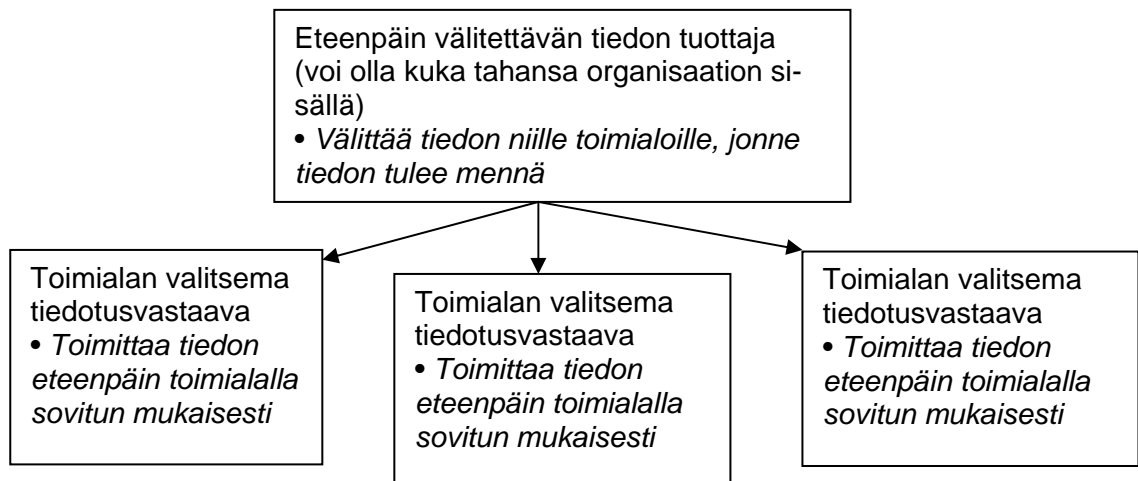 Eteenpäin välitettävän tiedon tuottaja
(voi olla kuka tahansa organisaation si-
sällä)
• Välittää tiedon niille toimialoille, jonne
tiedon tulee mennä
Toimialan valitsema
tiedotusvastaava
• Toimittaa tiedon
eteenpäin toimialalla
sovitun mukaisesti
Toimialan valitsema
tiedotusvastaava
• Toimittaa tiedon
eteenpäin toimialalla
sovitun mukaisesti
Toimialan valitsema
tiedotusvastaava
• Toimittaa tiedon
eteenpäin toimialalla
sovitun mukaisesti